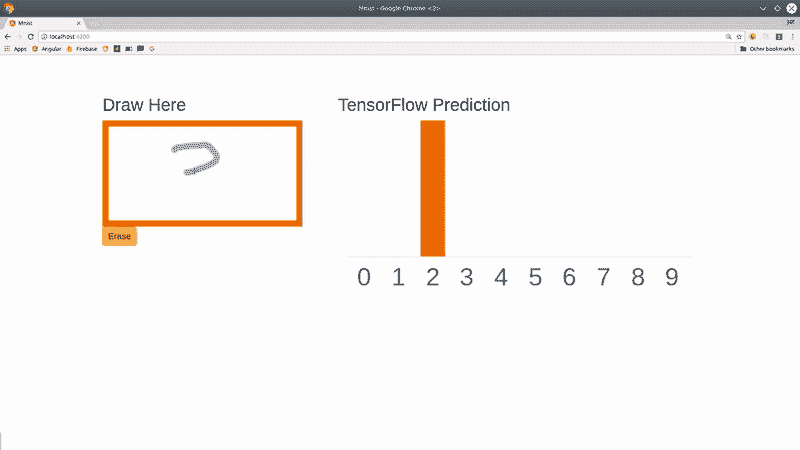 Mnist - Google Chrome <2>
Mnist
localhost:4200
Apps Angular Firebase Other bookmarks
Draw Here TensorFlow Prediction
Erase
0 1 2 3 4 5 6 7 8 9